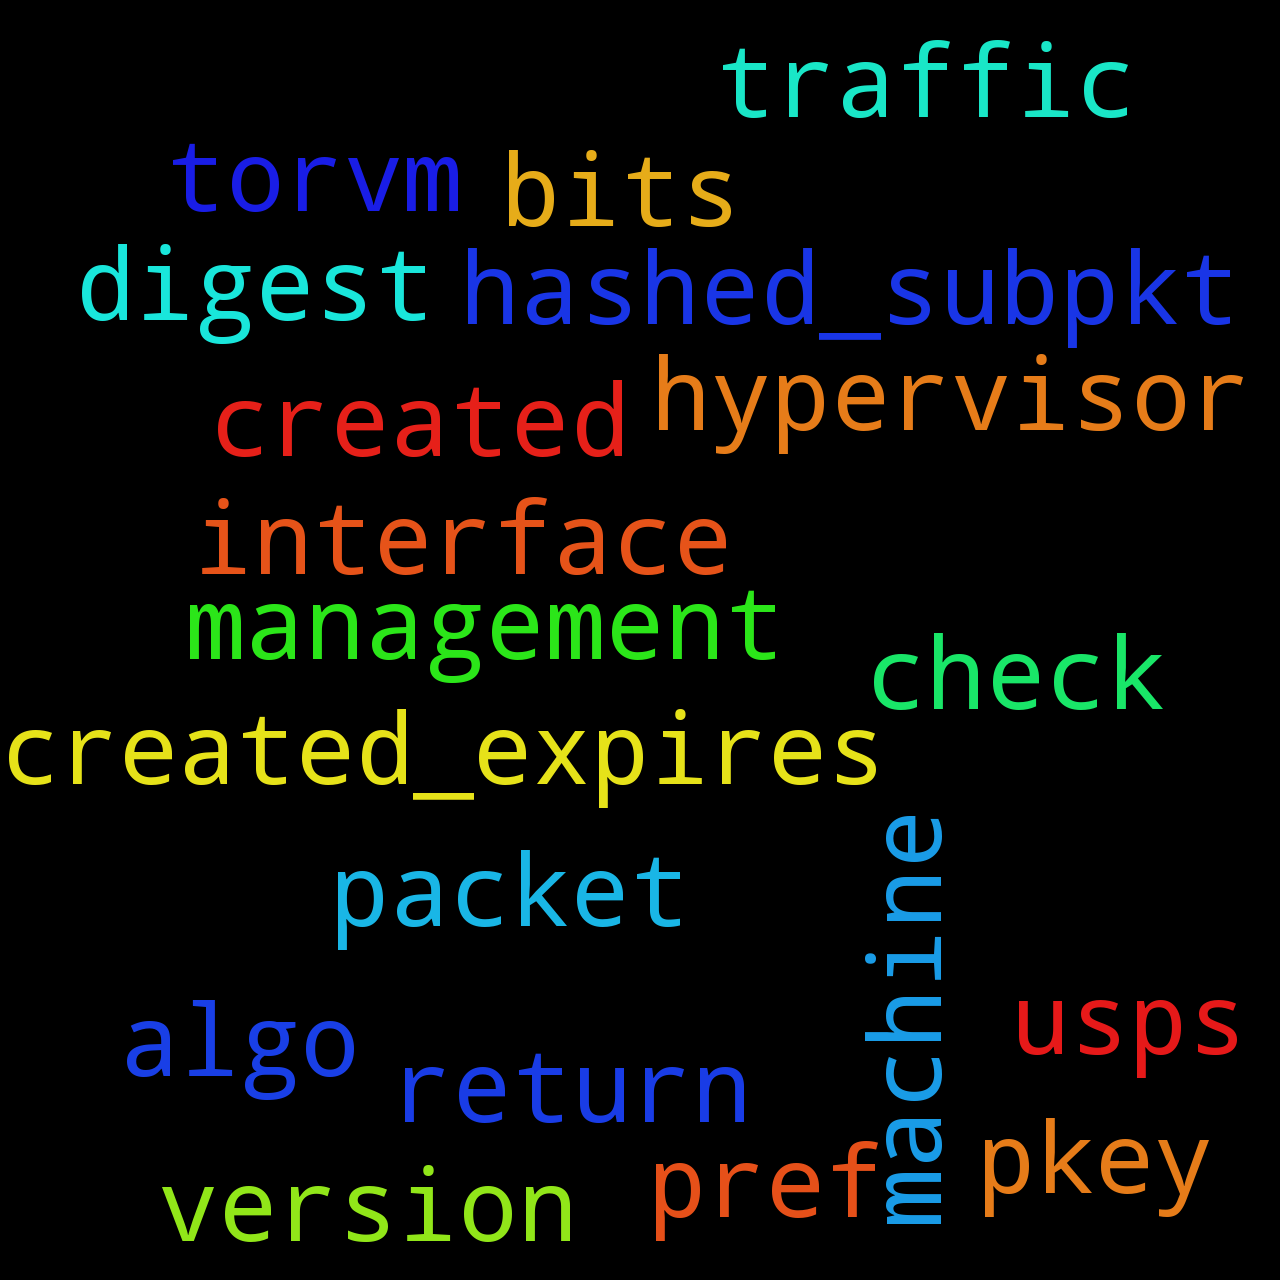 traffic
torvm bits
digest hashed_subpkt
hypervisor
created
interface
management
check
created_expires
packet
machine
usps
algo
return
pkey
pref
version